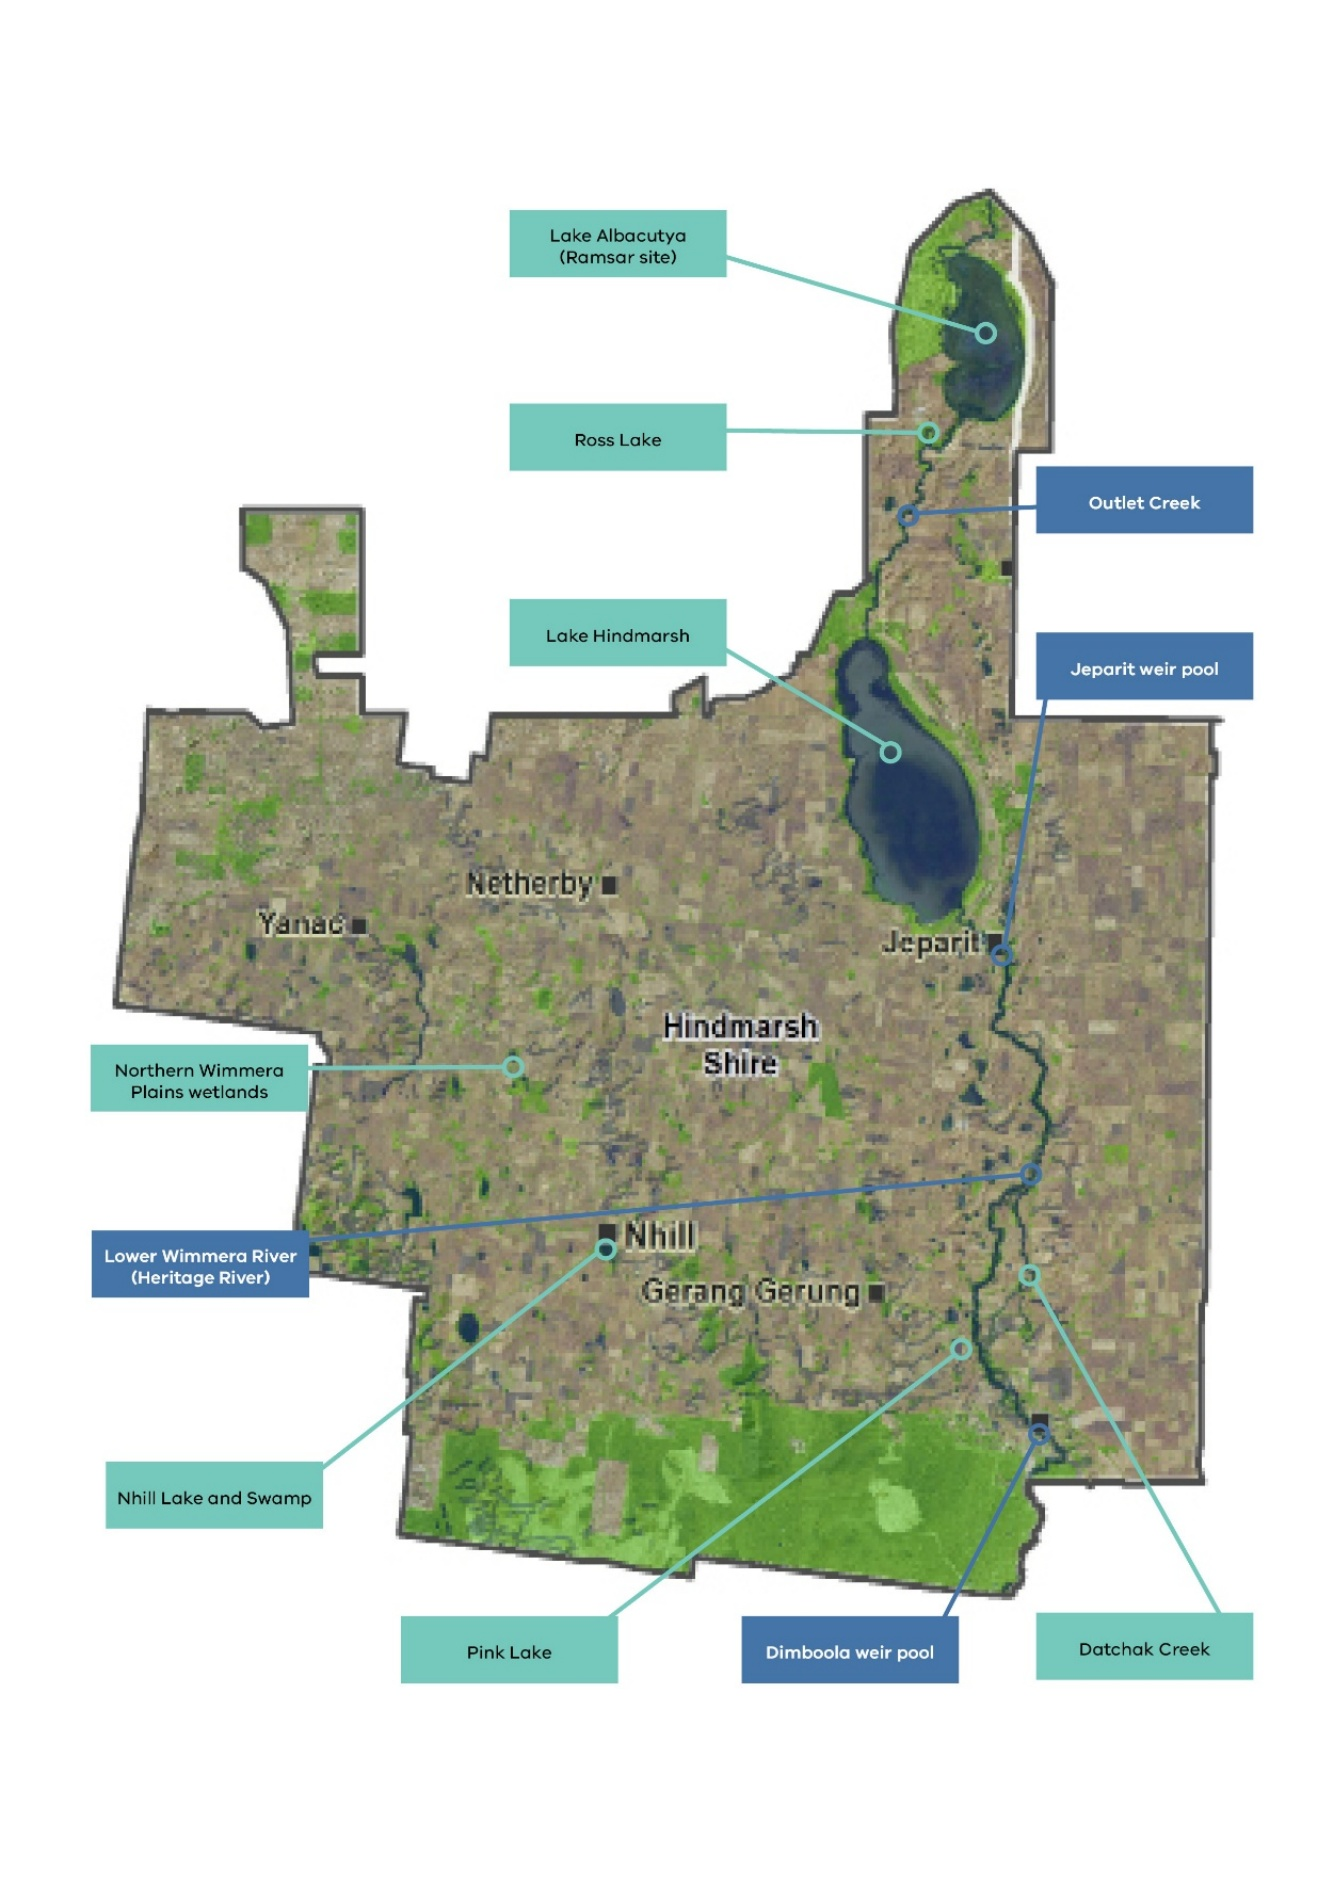 Lake Albacutya
(Ramsar site)
Ross Lake
Outlet Creek
Lake Hindmarsh
Jeparit weir pool
Netherby
Yanac
Jeparit
Hindmarsh
Shire
Northern Wimmera
Plains wetlands
Nhill
Lower Wimmera River
(Heritage River)
Gerang Gerung
Nhill Lake and Swamp
Pink Lake
Dimboola weir pool
Datchak Creek